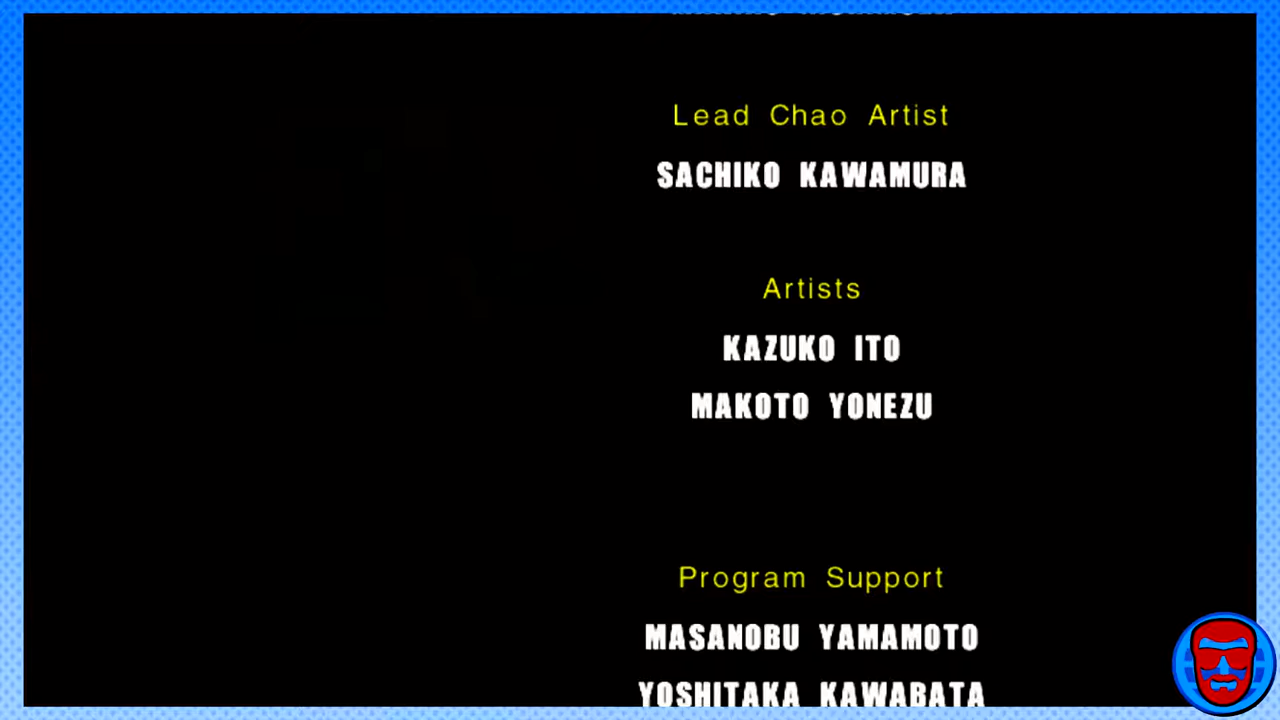 Lead Chao Artist
SACHIKO KAWAMURA
Artists
KAZUKO ITO
MAKOTO YONEZU
Program Support
MASANOBU YAMAMOTO
YOSHITAKA KAWABATA